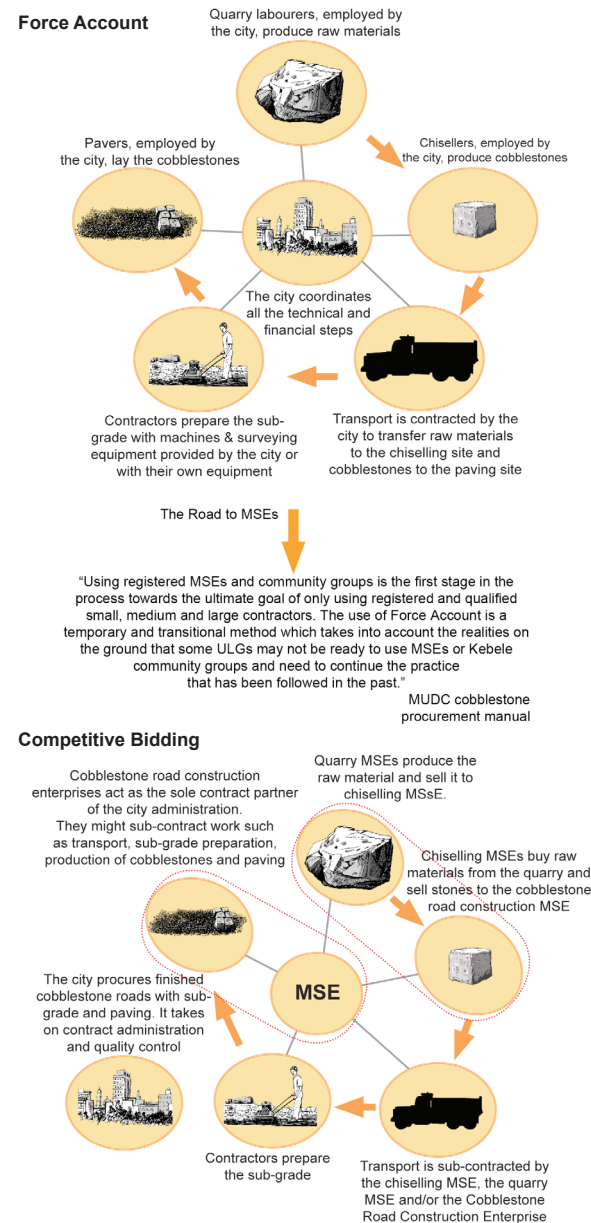 Force Account
Quarry labourers, employed by
the city, produce raw materials
Pavers, employed by
the city, lay the cobblestones
Chisellers, employed by
the city, produce cobblestones
The city coordinates
all the technical and
financial steps
Contractors prepare the sub-
grade with machines & surveying
equipment provided by the city or
with their own equipment
Transport is contracted by the
city to transfer raw materials
to the chiselling site and
cobblestones to the paving site
The Road to MSEs
“Using registered MSEs and community groups is the first stage in the
process towards the ultimate goal of only using registered and qualified
small, medium and large contractors. The use of Force Account is a
temporary and transitional method which takes into account the realities on
the ground that some ULGs may not be ready to use MSEs or Kebele
community groups and need to continue the practice
that has been followed in the past.”
MUDC cobblestone
procurement manual
Competitive Bidding
Cobblestone road construction
enterprises act as the sole contract partner
of the city administration.
They might sub-contract work such
as transport, sub-grade preparation,
production of cobblestones and paving
Quarry MSEs produce the
raw material and sell it to
chiselling MSsE.
Chiselling MSEs buy raw
materials from the quarry and
sell stones to the cobblestone
road construction MSE
The city procures finished
cobblestone roads with sub-
grade and paving. It takes
on contract administration
and quality control
MSE
Contractors prepare
the sub-grade
Transport is sub-contracted by
the chiselling MSE, the quarry
MSE and/or the Cobblestone
Road Construction Enterprise